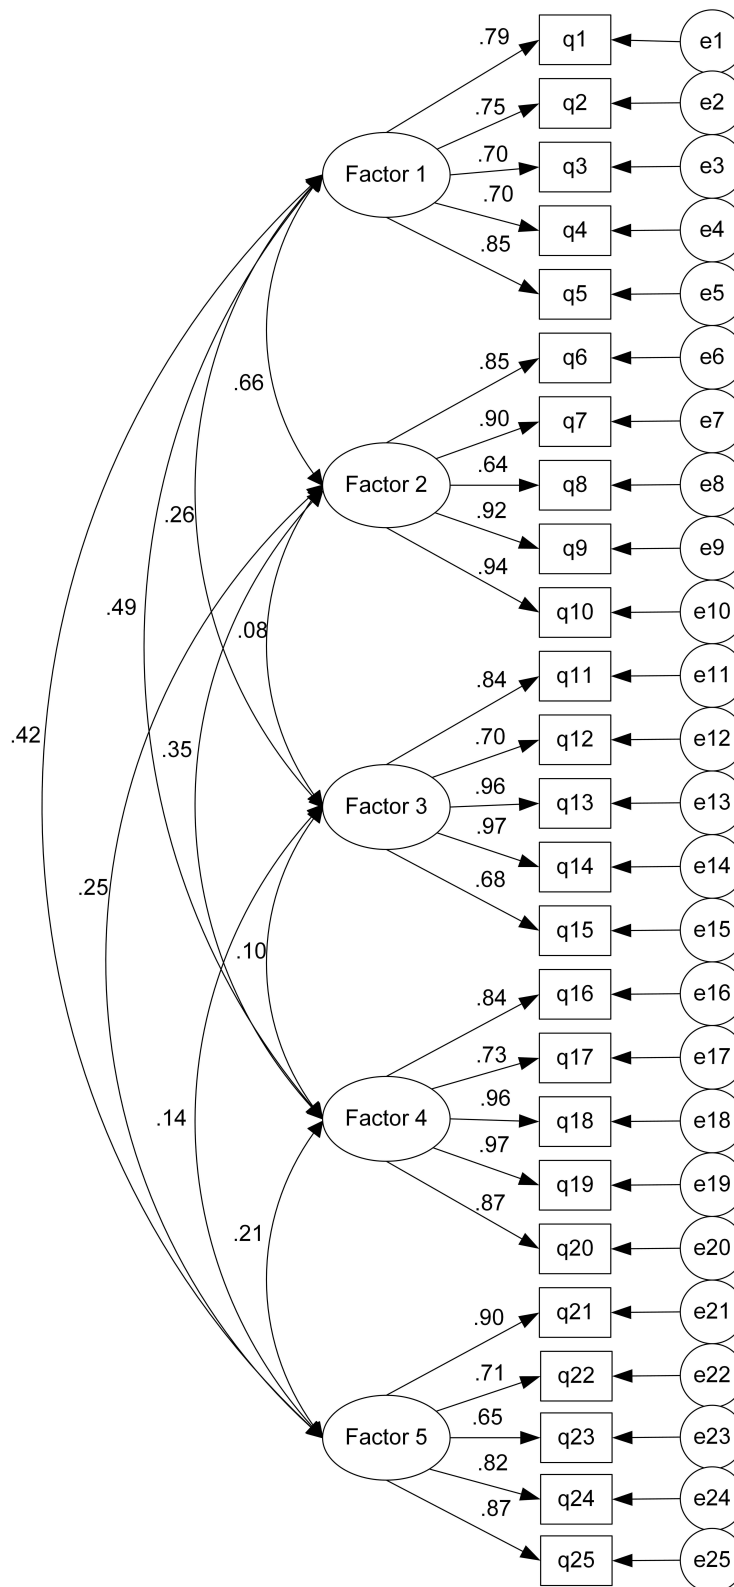 .79 q1 e1
.75 q2 e2
Factor 1 .70 q3 e3
.70 q4 e4
.85 q5 e5
.66
.85 q6 e6
.90 q7 e7
Factor 2 .64 q8 e8
.26 .92 q9 e9
.94 q10 e10
.49
.08
.84 q11 e11
.42 .35 .70 q12 e12
Factor 3 .96 q13 e13
.97 q14 e14
.25 .68 q15 e15
.10
.84 q16 e16
.73 q17 e17
.14 Factor 4 .96 q18 e18
.97 q19 e19
.21 .87 q20 e20
.90 q21 e21
.71 q22 e22
Factor 5 .65 q23 e23
.82 q24 e24
.87 q25 e25